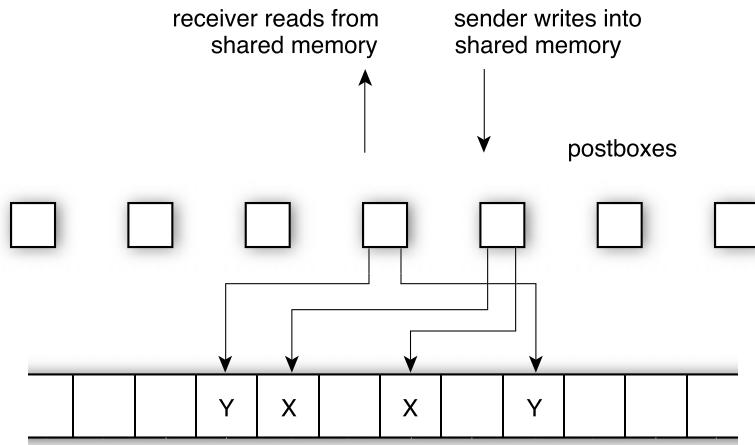 receiver reads from
shared memory
sender writes into
shared memory
postboxes
Y X X Y